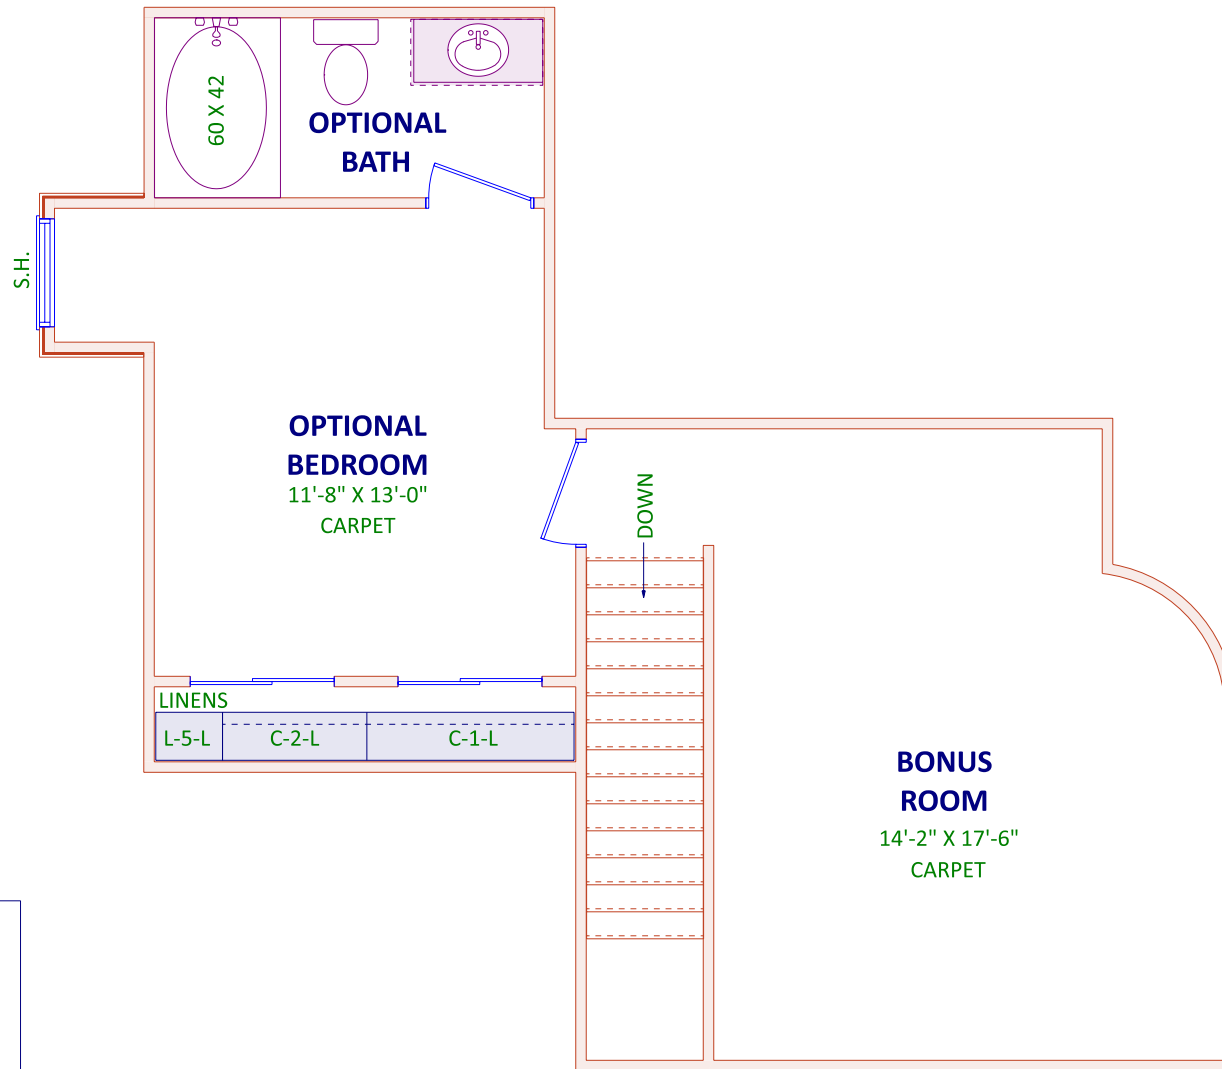 60 X 42
OPTIONAL
BATH
S.H.
OPTIONAL
BEDROOM
11'-8" X 13'-0"
CARPET
DOWN
LINENS
L-5-L
C-2-L
C-1-L
BONUS
ROOM
14'-2" X 17'-6"
CARPET